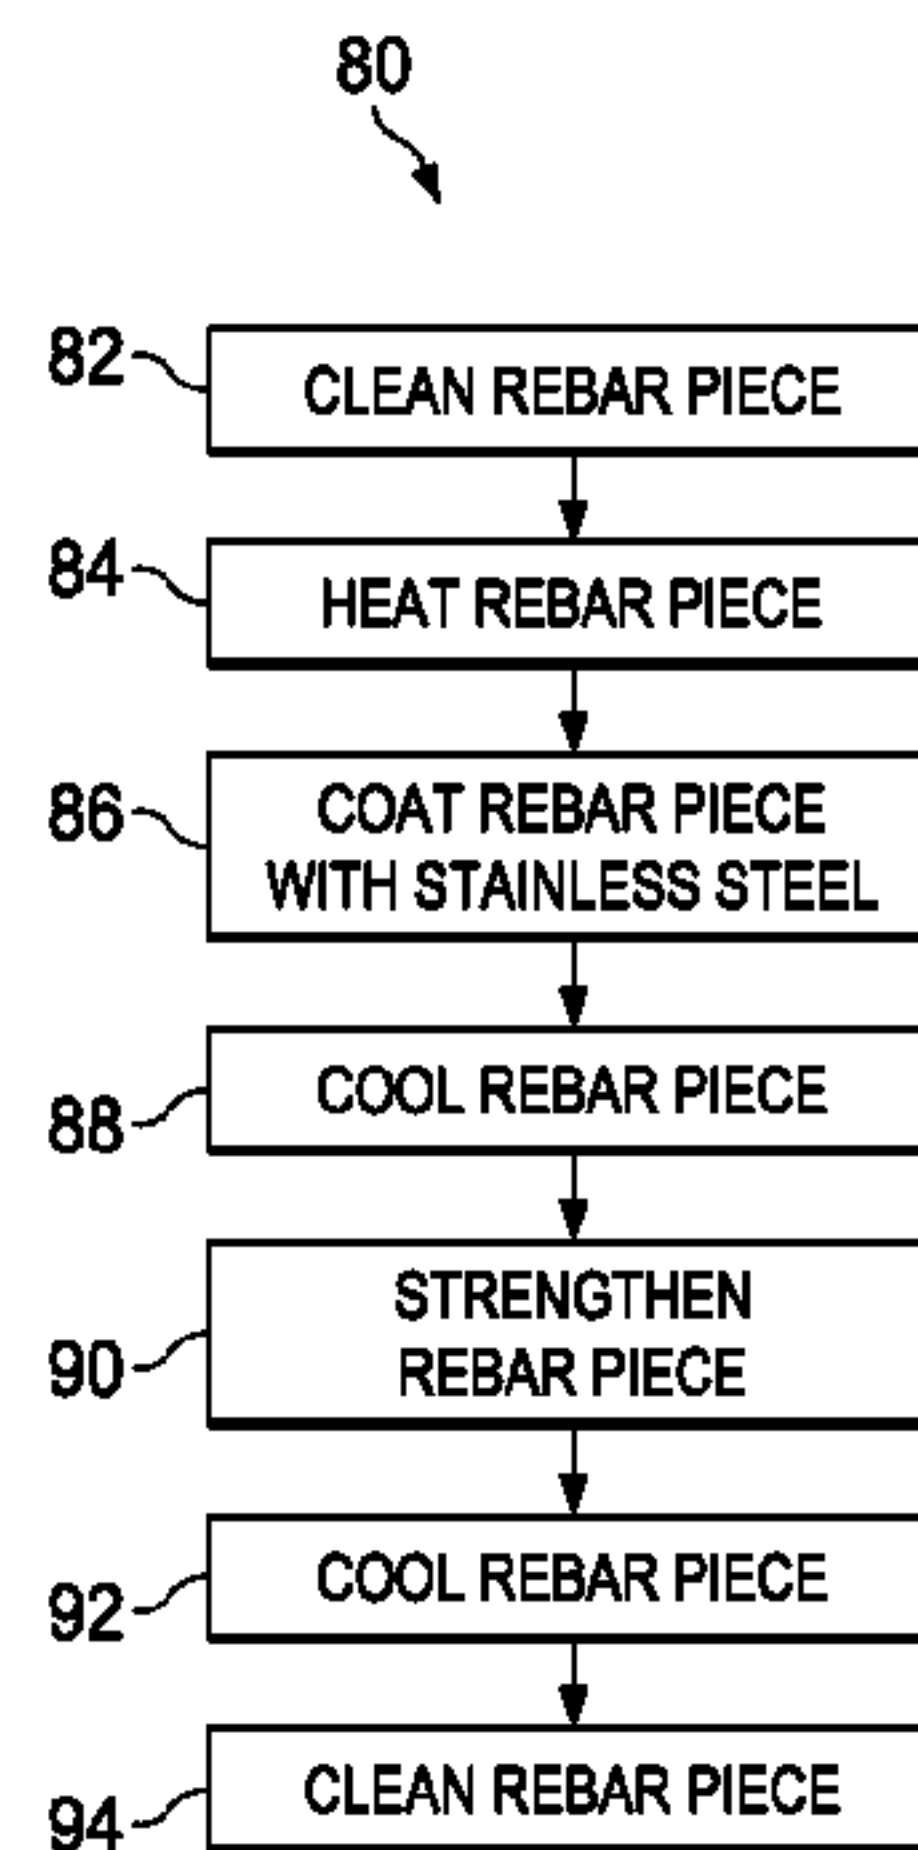 80
82
CLEAN REBAR PIECE
84
HEAT REBAR PIECE
86
COAT REBAR PIECE
WITH STAINLESS STEEL
88
COOL REBAR PIECE
90
STRENGTHEN
REBAR PIECE
92
COOL REBAR PIECE
94
CLEAN REBAR PIECE